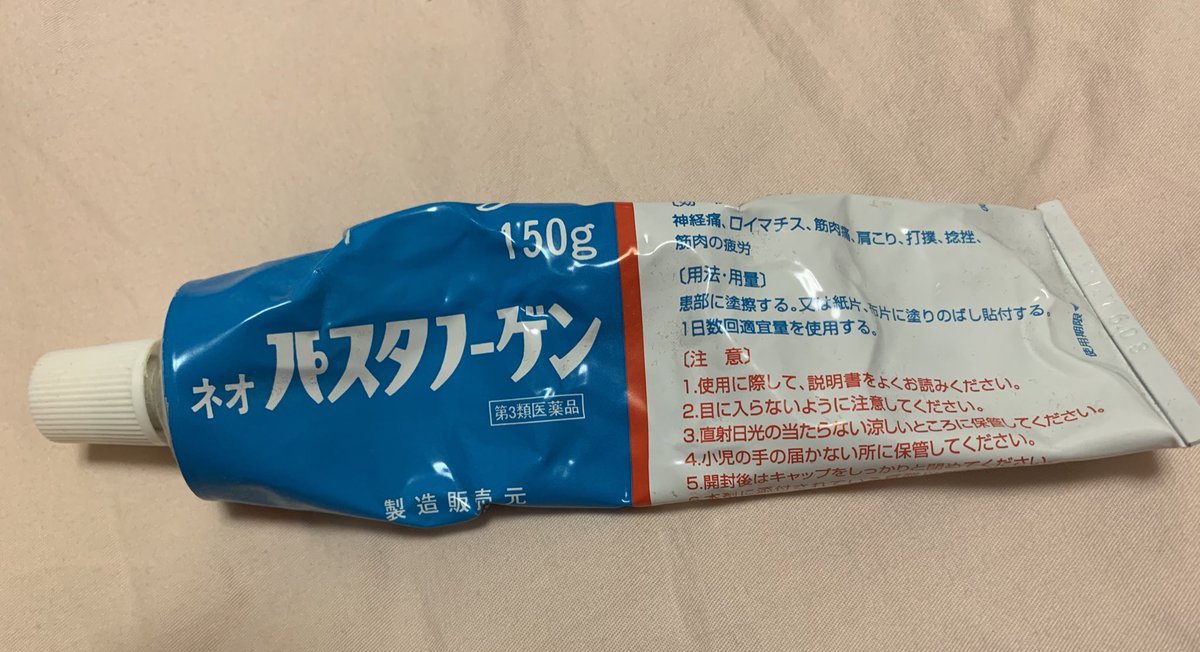 150g
ネオ パスタノーゲン
第3類医薬品
製造販売元
神経痛、ロイマチス、筋肉痛、肩こり、打撲、捻挫、
筋肉の疲労
〔用法・用量〕
患部に塗擦する。又は紙片、布片に塗りのばし貼付する。
1日数回適宜量を使用する。
〔注 意〕
1.使用に際して、説明書をよくお読みください。
2.目に入らないように注意してください。
3.直射日光の当たらない涼しいところに保管してください。
4.小児の手の届かない所に保管してください。
5.開封後はキャップをしっかりと閉めてください
使用期限